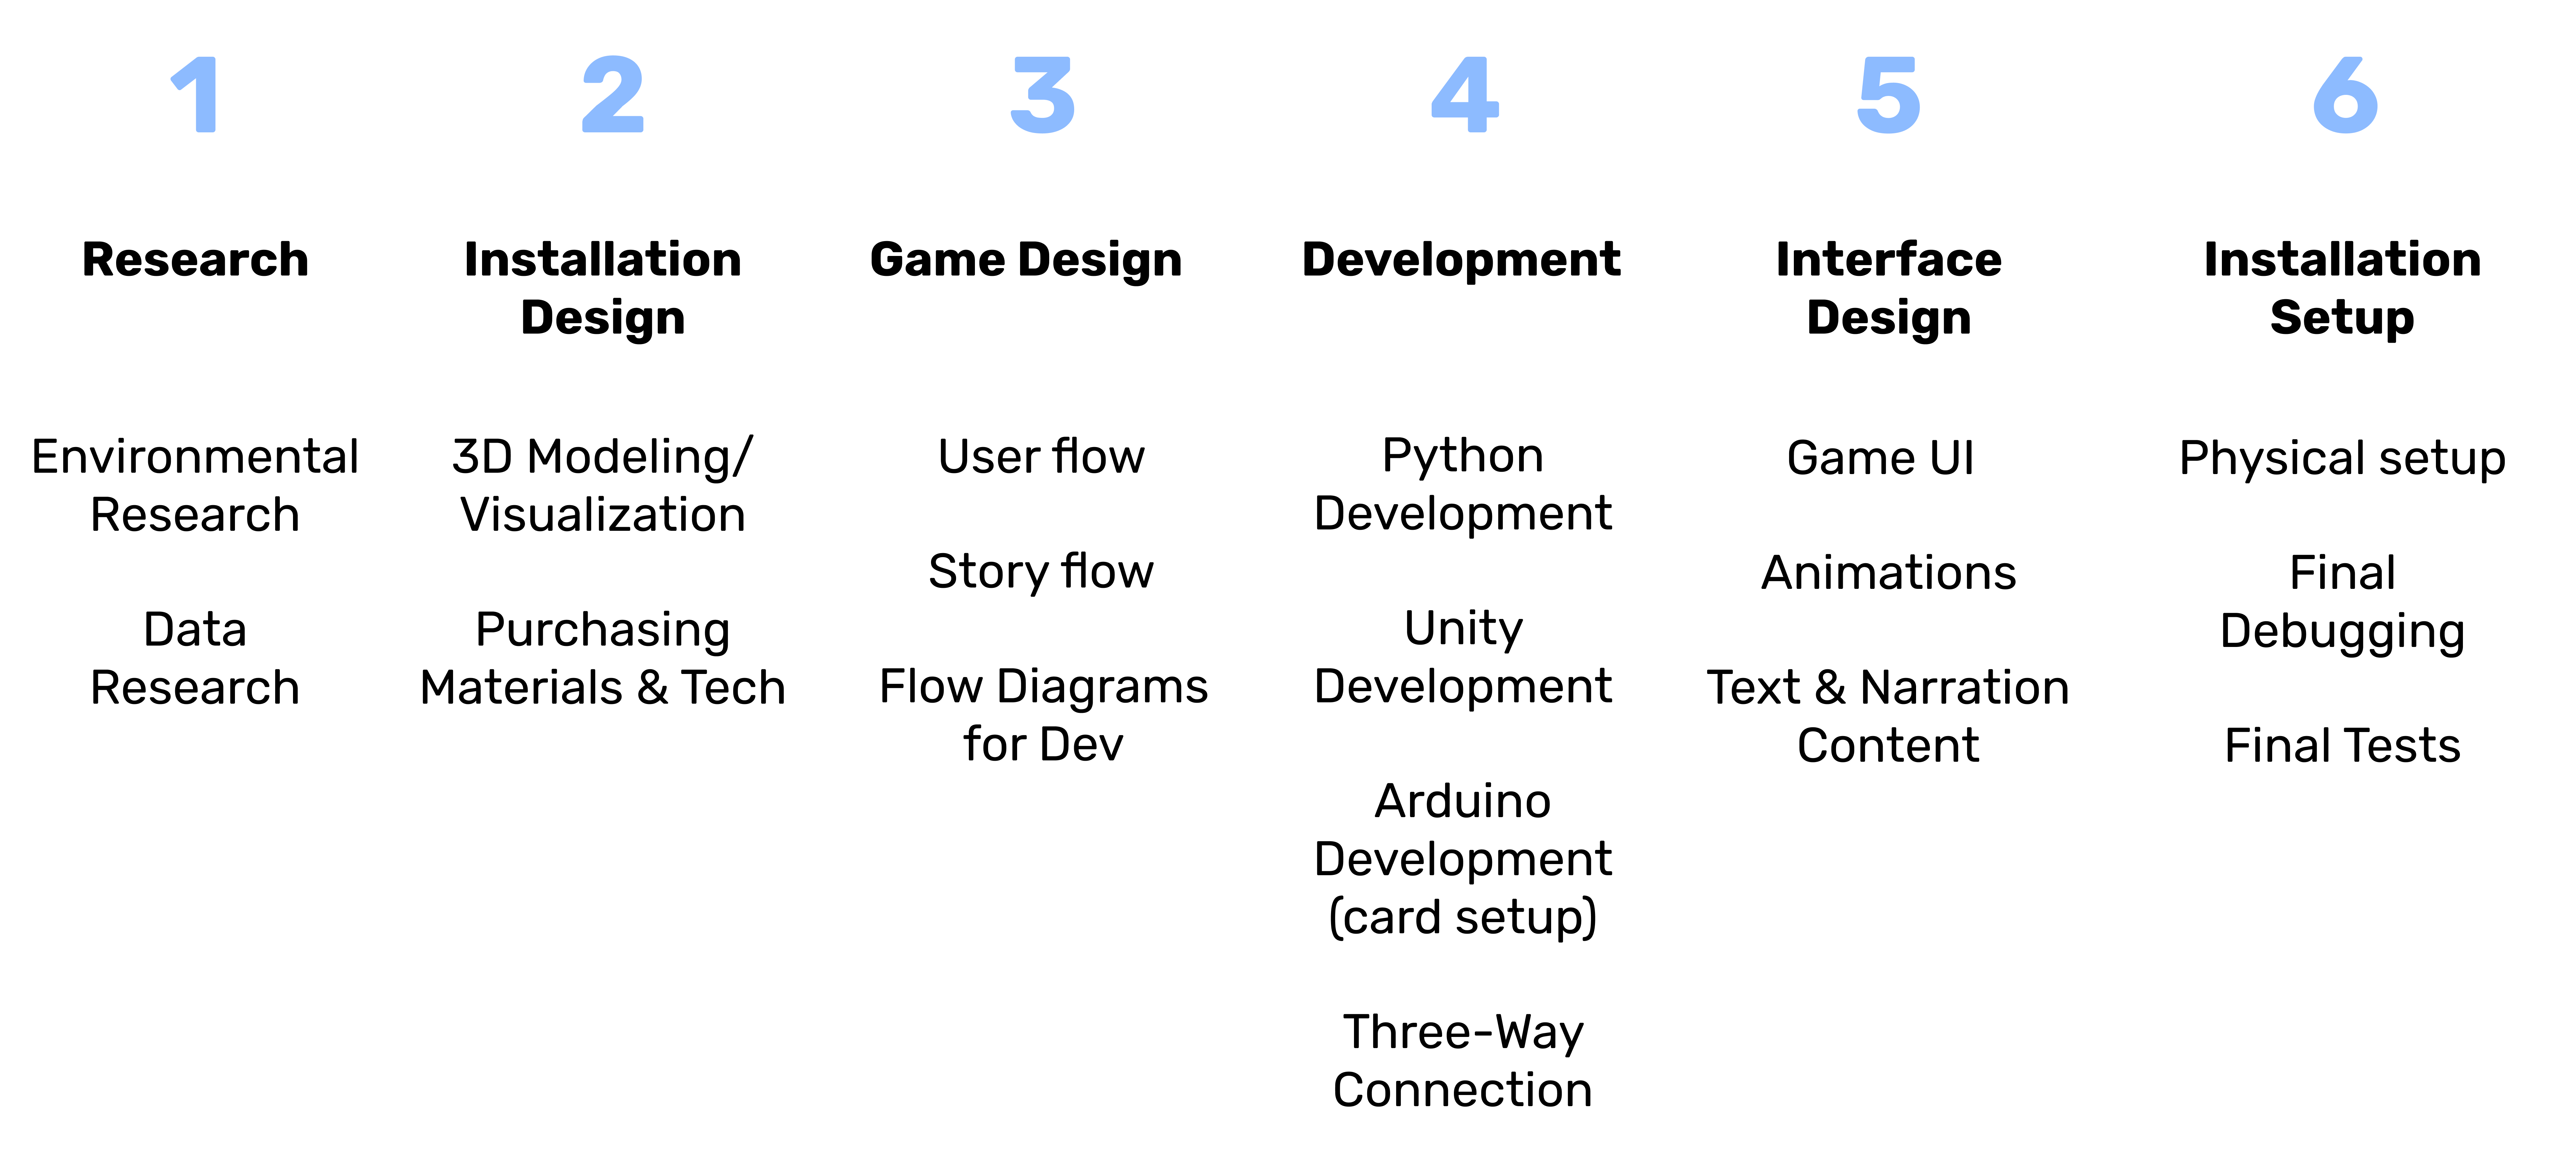 1
Research
Environmental
Research
Data
Research
2
Installation
Design
3D Modeling/
Visualization
Purchasing
Materials & Tech
3
Game Design
User flow
Story flow
Flow Diagrams
for Dev
4
Development
Python
Development
Unity
Development
Arduino
Development
(card setup)
Three-Way
Connection
5
Interface
Design
Game UI
Animations
Text & Narration
Content
6
Installation
Setup
Physical setup
Final
Debugging
Final Tests